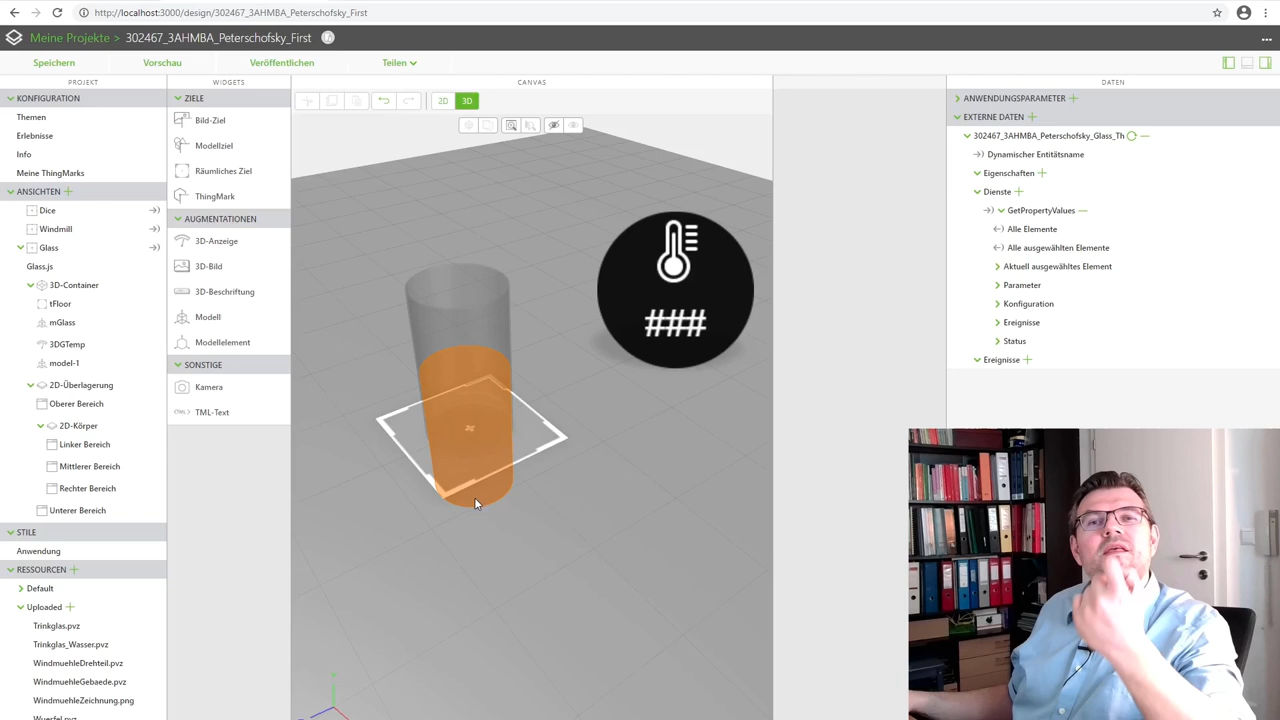 http://localhost:3000/design/302467_3AHMBA_Peterschofsky_First
Meine Projekte > 302467_3AHMBA_Peterschofsky_First
Speichern Vorschau Veröffentlichen Teilen
PROJEKT
KONFIGURATION
Themen
Erlebnisse
Info
Meine ThingMarks
ANSICHTEN
Dice
Windmill
Glass
Glass.js
3D-Container
tFloor
mGlass
3DGTemp
model-1
2D-Überlagerung
Oberer Bereich
2D-Körper
Linker Bereich
Mittlerer Bereich
Rechter Bereich
Unterer Bereich
STILE
Anwendung
RESSOURCEN
Default
Uploaded
Trinkglas.pvz
Trinkglas_Wasser.pvz
WindmuehleDrehteil.pvz
WindmuehleGebaede.pvz
WindmuehleZeichnung.png
Wuerfel.pvz
WIDGETS
ZIELE
Bild-Ziel
Modellziel
Räumliches Ziel
ThingMark
AUGMENTATIONEN
3D-Anzeige
3D-Bild
3D-Beschriftung
Modell
Modellelement
SONSTIGE
Kamera
TML-Text
CANVAS
2D 3D
###
DATEN
ANWENDUNGSPARAMETER
EXTERNE DATEN
302467_3AHMBA_Peterschofsky_Glass_Th
Dynamischer Entitätsname
Eigenschaften
Dienste
GetPropertyValues
Alle Elemente
Alle ausgewählten Elemente
Aktuell ausgewähltes Element
Parameter
Konfiguration
Ereignisse
Status
Ereignisse